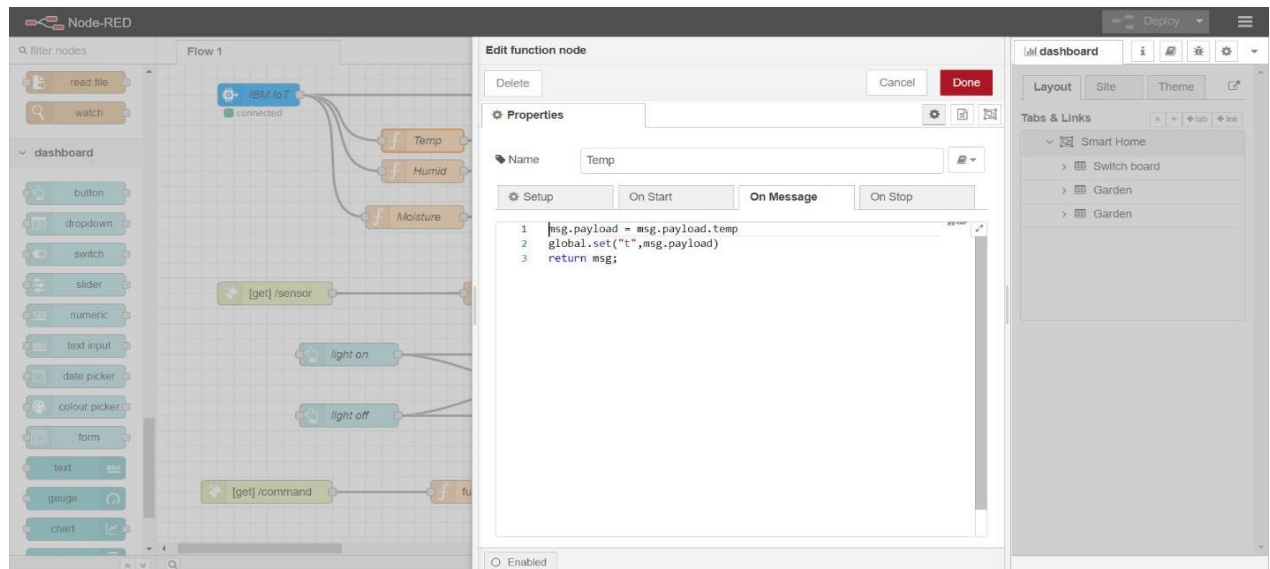 Node-RED
Deploy
filter nodes
read file
watch
dashboard
button
dropdown
switch
slider
numeric
text input
date picker
colour picker
form
text
gauge
chart
Flow 1
IBM IoT
connected
Temp
Humid
Moisture
[get] /sensor
light on
light off
[get] /command
fu
Edit function node
Delete
Cancel
Done
Properties
Name
Temp
Setup
On Start
On Message
On Stop
1 msg.payload = msg.payload.temp
2 global.set("t",msg.payload)
3 return msg;
Enabled
dashboard
Layout
Site
Theme
Tabs & Links
+tab
+link
Smart Home
Switch board
Garden
Garden